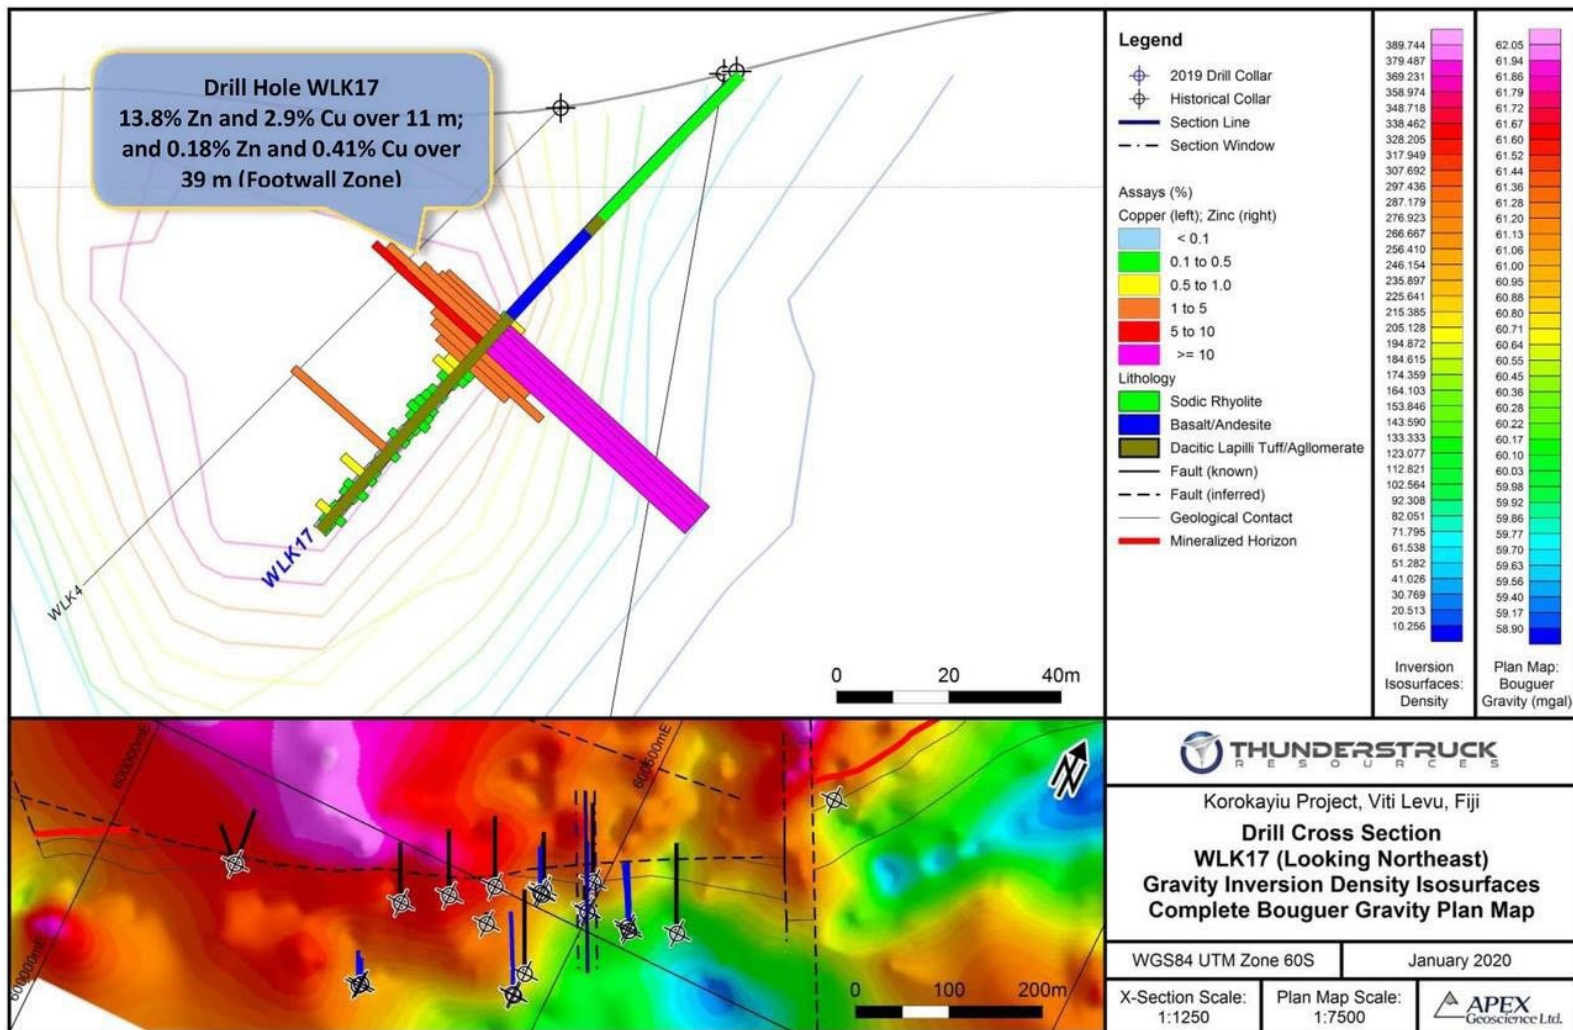 Drill Hole WLK17
13.8% Zn and 2.9% Cu over 11 m;
and 0.18% Zn and 0.41% Cu over
39 m (Footwall Zone)
WLK17
WLK4
0 20 40m
Legend
2019 Drill Collar
Historical Collar
Section Line
Section Window
Assays (%)
Copper (left); Zinc (right)
< 0.1
0.1 to 0.5
0.5 to 1.0
1 to 5
5 to 10
>= 10
Lithology
Sodic Rhyolite
Basalt/Andesite
Dacitic Lapilli Tuff/Agllomerate
Fault (known)
Fault (inferred)
Geological Contact
Mineralized Horizon
389.744
379.487
369.231
358.974
348.718
338.462
328.205
317.949
307.692
297.436
287.179
276.923
266.667
256.410
246.154
235.897
225.641
215.385
205.128
194.872
184.615
174.359
164.103
153.846
143.590
133.333
123.077
112.821
102.564
92.308
82.051
71.795
61.538
51.282
41.026
30.769
20.513
10.256
Inversion
Isosurfaces:
Density
62.05
61.94
61.86
61.79
61.72
61.67
61.60
61.52
61.44
61.36
61.28
61.20
61.13
61.06
61.00
60.95
60.88
60.80
60.71
60.64
60.55
60.45
60.36
60.28
60.22
60.17
60.10
60.03
59.98
59.92
59.86
59.77
59.70
59.63
59.56
59.40
59.17
58.90
Plan Map:
Bouguer
Gravity (mgal)
600000mE
600500mE
600000mE
N
0 100 200m
THUNDERSTRUCK
RESOURCES
Korokayiu Project, Viti Levu, Fiji
Drill Cross Section
WLK17 (Looking Northeast)
Gravity Inversion Density Isosurfaces
Complete Bouguer Gravity Plan Map
WGS84 UTM Zone 60S
January 2020
X-Section Scale:
1:1250
Plan Map Scale:
1:7500
APEX
Geoscience Ltd.